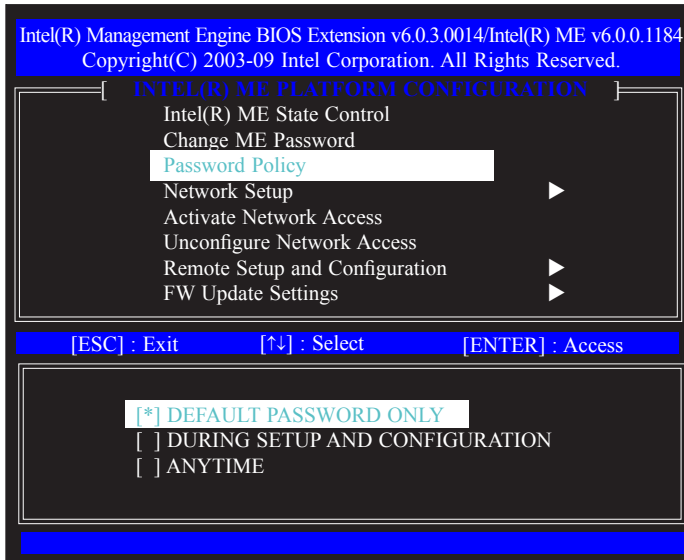 Intel(R) Management Engine BIOS Extension v6.0.3.0014/Intel(R) ME v6.0.0.1184
Copyright(C) 2003-09 Intel Corporation. All Rights Reserved.
[ INTEL(R) ME PLATFORM CONFIGURATION ]
Intel(R) ME State Control
Change ME Password
Password Policy
Network Setup ▶
Activate Network Access
Unconfigure Network Access
Remote Setup and Configuration ▶
FW Update Settings ▶
[ESC] : Exit [↑↓] : Select [ENTER] : Access
[*] DEFAULT PASSWORD ONLY
[ ] DURING SETUP AND CONFIGURATION
[ ] ANYTIME